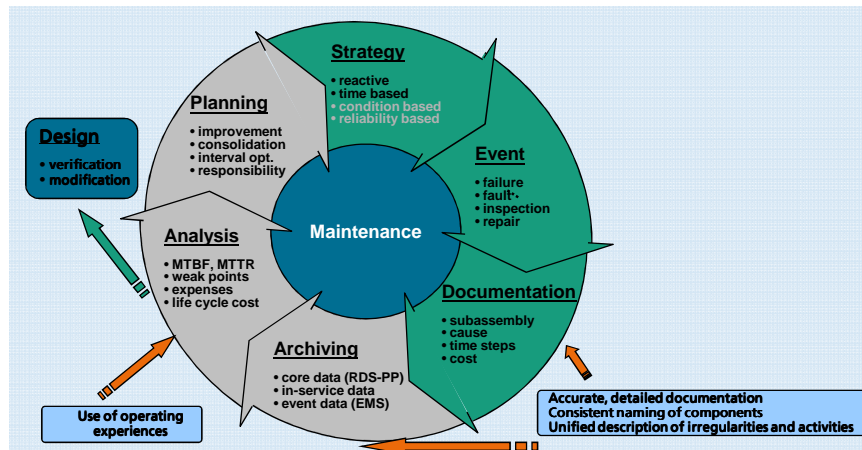 Strategy
• reactive
• time based
• condition based
• reliability based
Planning
• improvement
• consolidation
• interval opt.
• responsibility
Design
• verification
• modification
Event
• failure
• fault
• inspection
• repair
Maintenance
Analysis
• MTBF, MTTR
• weak points
• expenses
• life cycle cost
Documentation
• subassembly
• cause
• time steps
• cost
Archiving
• core data (RDS-PP)
• in-service data
• event data (EMS)
Use of operating
experiences
Accurate, detailed documentation
Consistent naming of components
Unified description of irregularities and activities